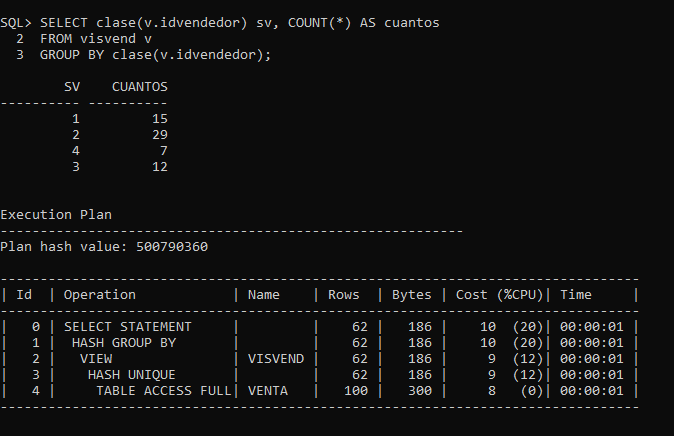 SQL> SELECT clase(v.idvendedor) sv, COUNT(*) AS cuantos
  2  FROM visvend v
  3  GROUP BY clase(v.idvendedor);

        SV    CUANTOS
---------- ----------
         1         15
         2         29
         4          7
         3         12


Execution Plan
----------------------------------------------------------
Plan hash value: 500790360

--------------------------------------------------------------------------------
| Id  | Operation            | Name    | Rows  | Bytes | Cost (%CPU)| Time     |
--------------------------------------------------------------------------------
|   0 | SELECT STATEMENT     |         |    62 |   186 |    10  (20)| 00:00:01 |
|   1 |  HASH GROUP BY       |         |    62 |   186 |    10  (20)| 00:00:01 |
|   2 |   VIEW               | VISVEND |    62 |   186 |     9  (12)| 00:00:01 |
|   3 |    HASH UNIQUE       |         |    62 |   186 |     9  (12)| 00:00:01 |
|   4 |     TABLE ACCESS FULL| VENTA   |   100 |   300 |     8   (0)| 00:00:01 |
--------------------------------------------------------------------------------